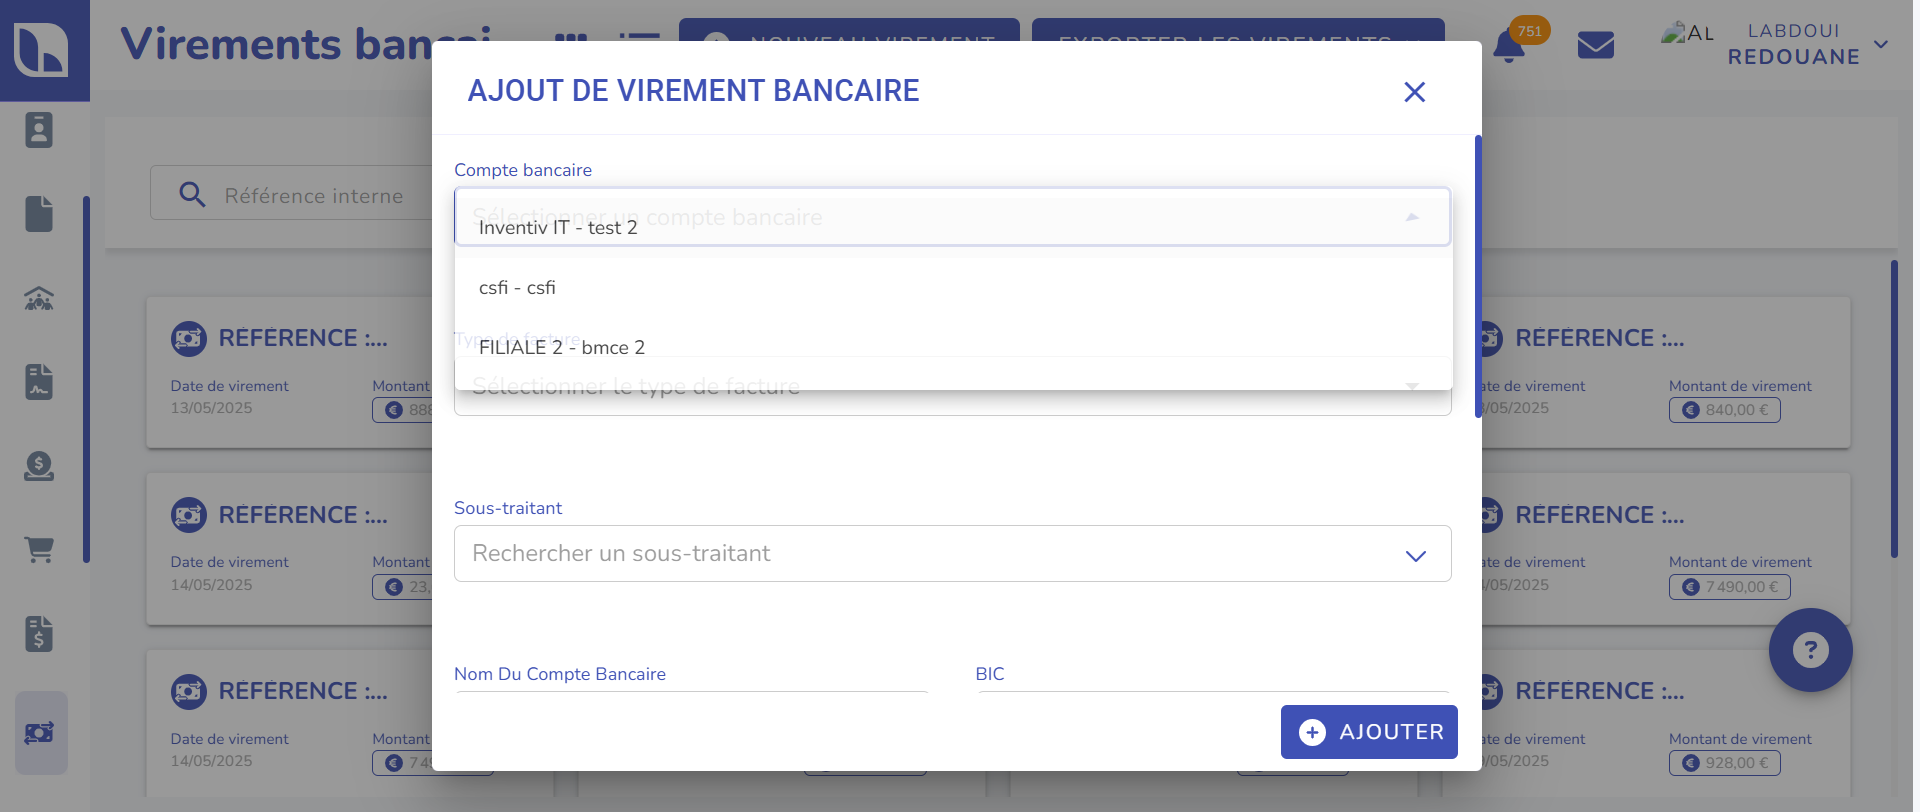 Virements bancai
NOUVEAU VIREMENT
EXPORTER LES VIREMENTS
751
AL
LABDOUI
REDOUANE
AJOUT DE VIREMENT BANCAIRE
Référence interne
Compte bancaire
Sélectionner un compte bancaire
Inventiv IT - test 2
csfi - csfi
Type de facture
FILIALE 2 - bmce 2
Sélectionner le type de facture
Sous-traitant
Rechercher un sous-traitant
Nom Du Compte Bancaire
BIC
AJOUTER
RÉFÉRENCE :...
Date de virement
Montant
13/05/2025
888
RÉFÉRENCE :...
ate de virement
Montant de virement
/05/2025
840,00 €
RÉFÉRENCE :...
Date de virement
Montant
14/05/2025
23,
RÉFÉRENCE :...
ate de virement
Montant de virement
/05/2025
7 490,00 €
RÉFÉRENCE :...
Date de virement
Montant
14/05/2025
7 49
RÉFÉRENCE :...
ate de virement
Montant de virement
/05/2025
928,00 €